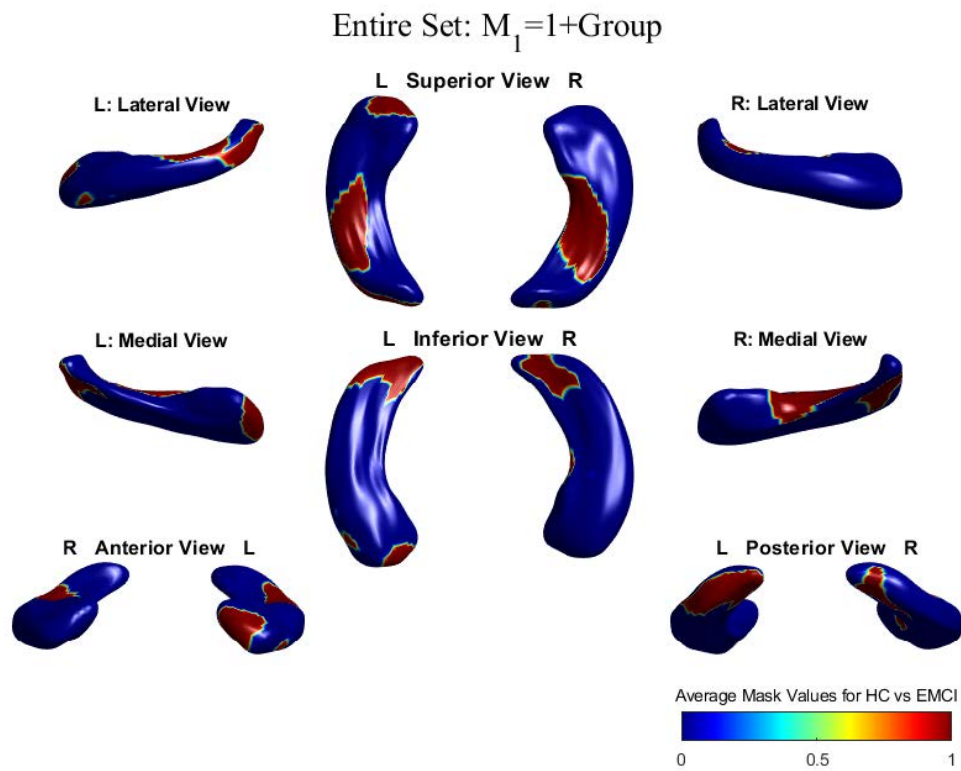 Entire Set: M1=1+Group
L Superior View R
L: Lateral View
R: Lateral View
L: Medial View
L Inferior View R
R: Medial View
R Anterior View L
L Posterior View R
Average Mask Values for HC vs EMCI
0 0.5 1